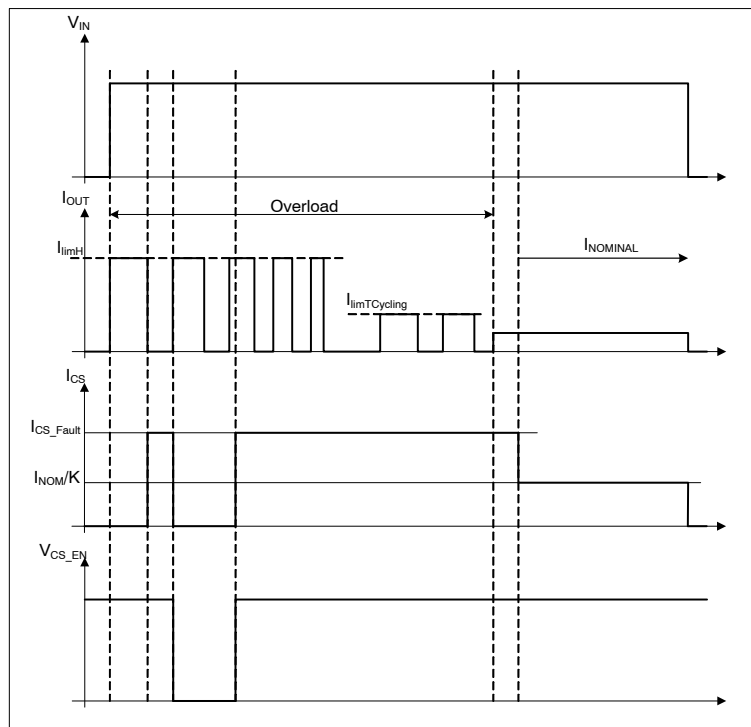 V_IN
I_OUT
Overload
I_limH
I_NOMINAL
I_limTCycling
I_CS
I_CS_Fault
I_NOM/K
V_CS_EN